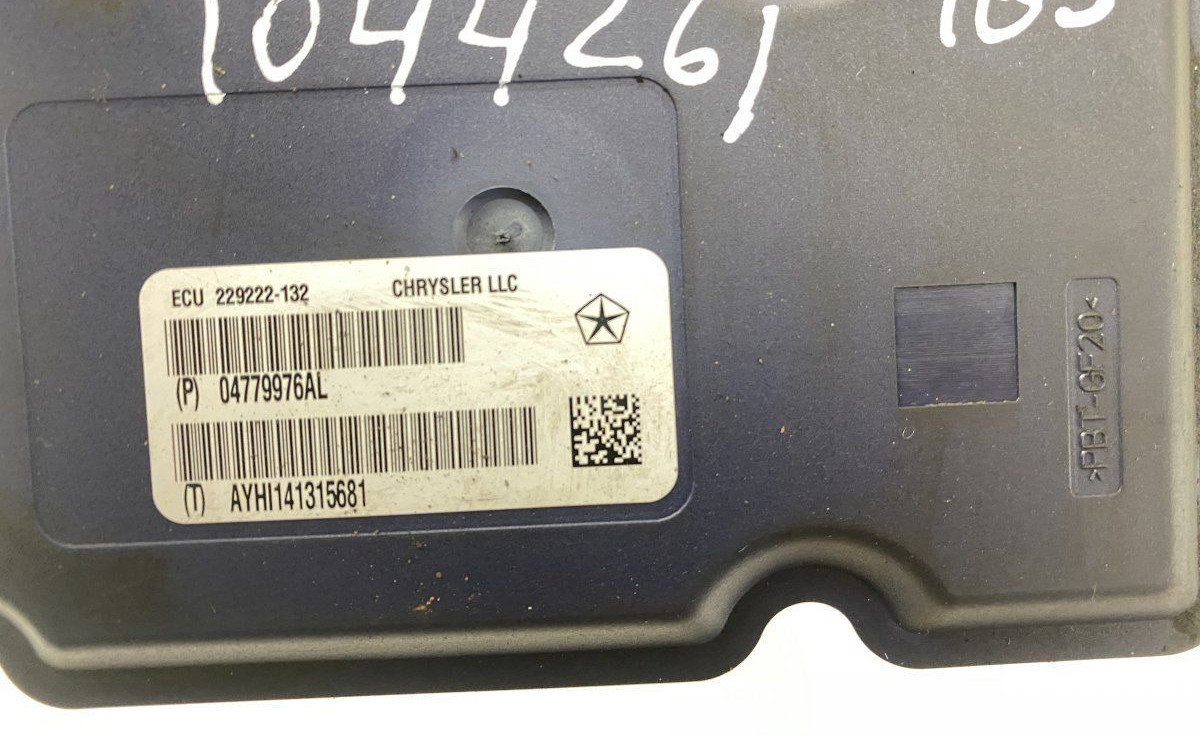 104426,
ECU 229222-132 CHRYSLER LLC
(P) 04779976AL
(T) AYHI141315681
>PBT-GF20<